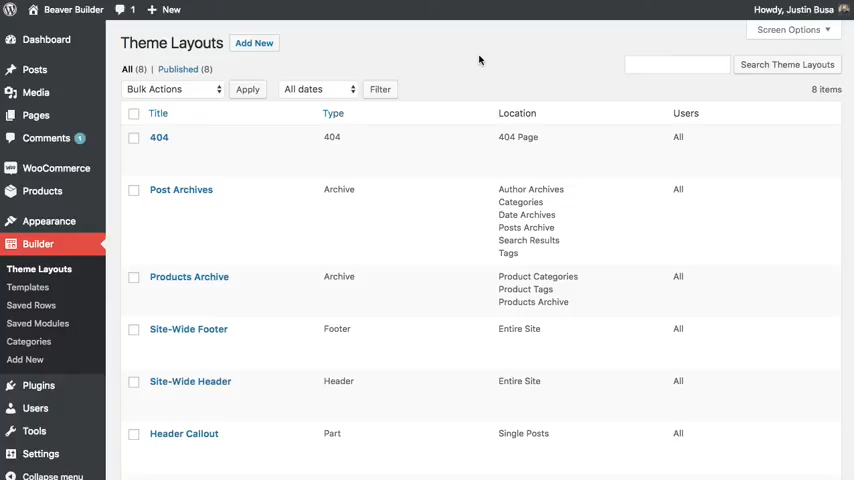 Beaver Builder 1 New Howdy, Justin Busa
Screen Options
Dashboard
Posts
Media
Pages
Comments 1
WooCommerce
Products
Appearance
Builder
Theme Layouts
Templates
Saved Rows
Saved Modules
Categories
Add New
Plugins
Users
Tools
Settings
Collapse menu
Theme Layouts Add New
All (8) | Published (8)
Search Theme Layouts
Bulk Actions Apply All dates Filter 8 items
Title Type Location Users
404 404 404 Page All
Post Archives Archive Author Archives All
Categories
Date Archives
Posts Archive
Search Results
Tags
Products Archive Archive Product Categories All
Product Tags
Products Archive
Site-Wide Footer Footer Entire Site All
Site-Wide Header Header Entire Site All
Header Callout Part Single Posts All